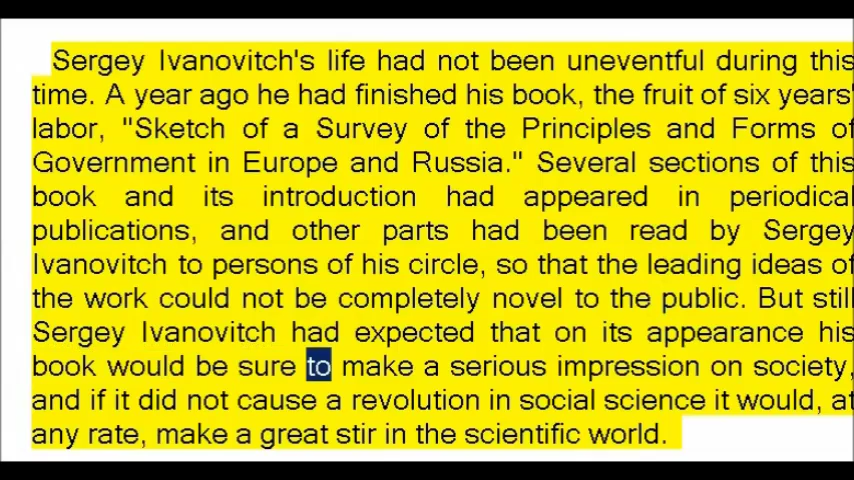 Sergey Ivanovitch's life had not been uneventful during this
time. A year ago he had finished his book, the fruit of six years'
labor, "Sketch of a Survey of the Principles and Forms of
Government in Europe and Russia." Several sections of this
book and its introduction had appeared in periodical
publications, and other parts had been read by Sergey
Ivanovitch to persons of his circle, so that the leading ideas of
the work could not be completely novel to the public. But still
Sergey Ivanovitch had expected that on its appearance his
book would be sure to make a serious impression on society,
and if it did not cause a revolution in social science it would, at
any rate, make a great stir in the scientific world.